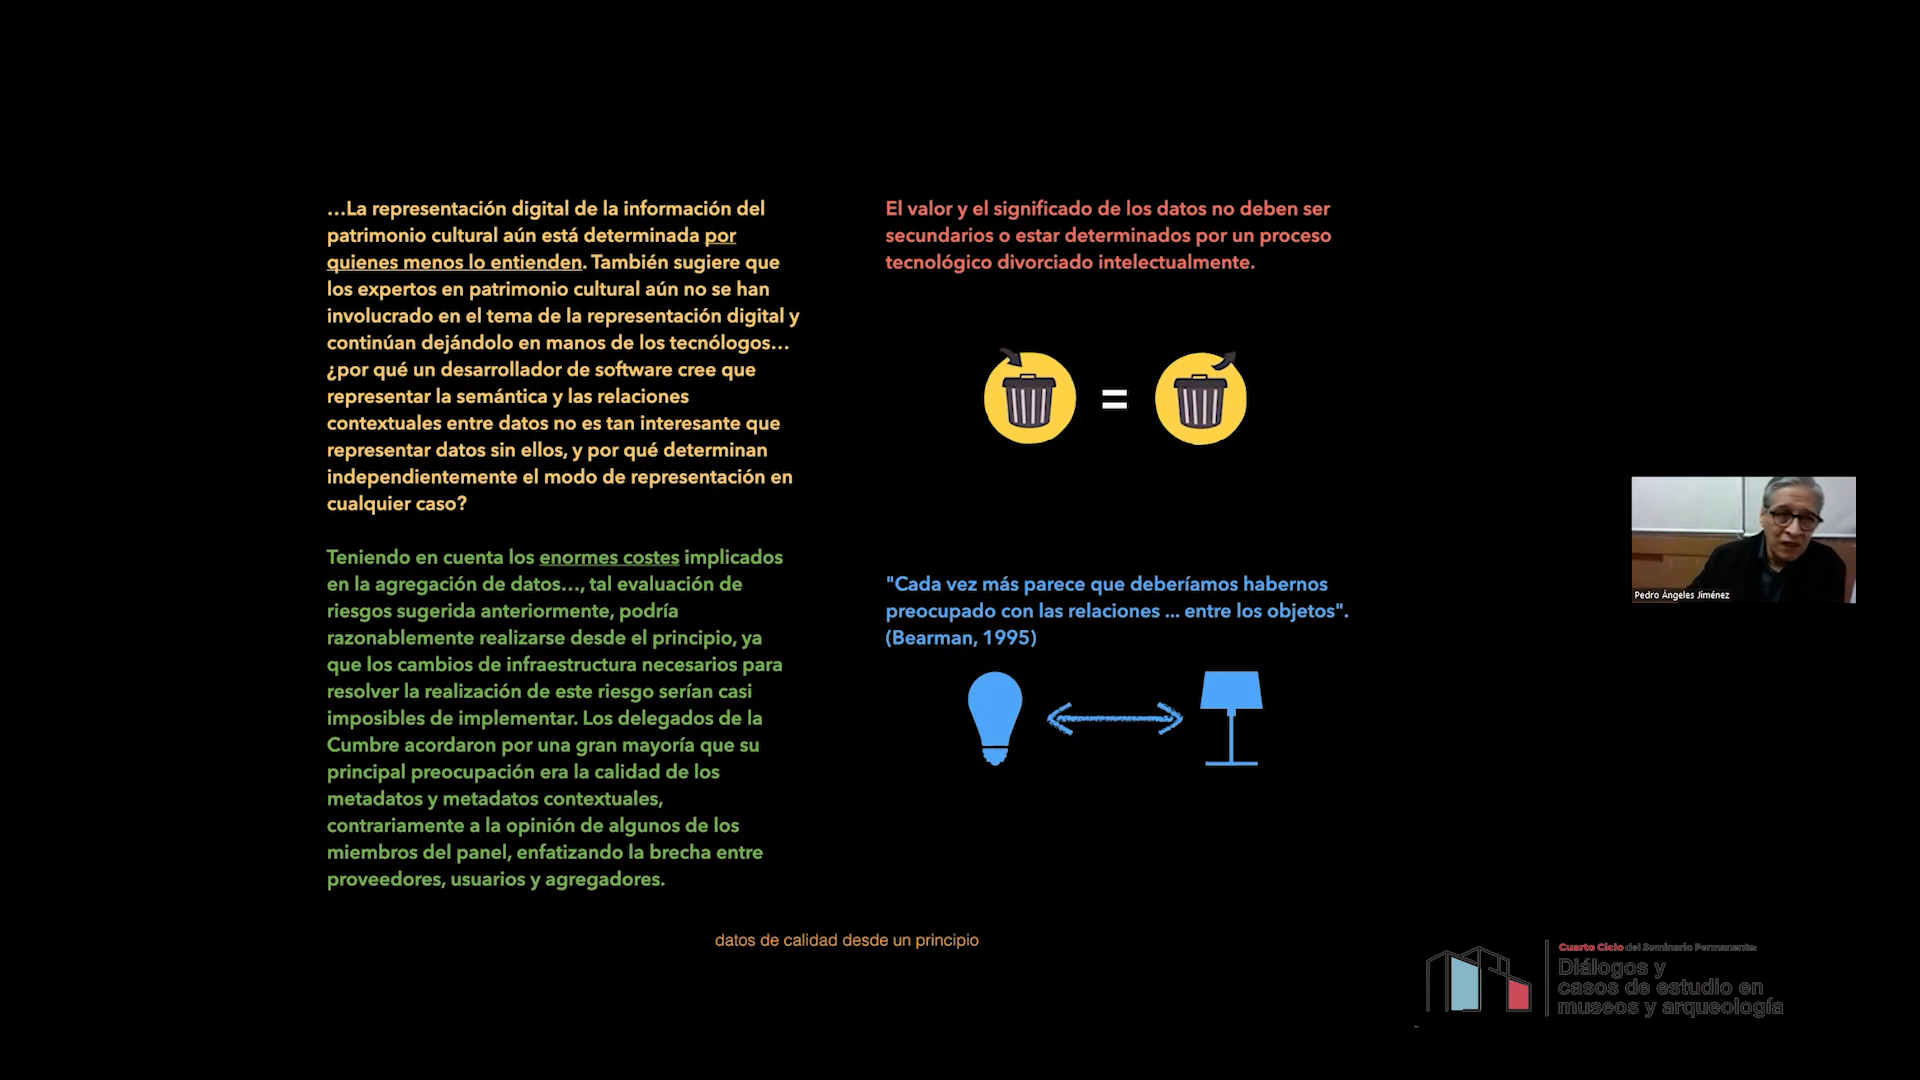 …La representación digital de la información del
patrimonio cultural aún está determinada por
quienes menos lo entienden. También sugiere que
los expertos en patrimonio cultural aún no se han
involucrado en el tema de la representación digital y
continúan dejándolo en manos de los tecnólogos…
¿por qué un desarrollador de software cree que
representar la semántica y las relaciones
contextuales entre datos no es tan interesante que
representar datos sin ellos, y por qué determinan
independientemente el modo de representación en
cualquier caso?
Teniendo en cuenta los enormes costes implicados
en la agregación de datos…, tal evaluación de
riesgos sugerida anteriormente, podría
razonablemente realizarse desde el principio, ya
que los cambios de infraestructura necesarios para
resolver la realización de este riesgo serían casi
imposibles de implementar. Los delegados de la
Cumbre acordaron por una gran mayoría que su
principal preocupación era la calidad de los
metadatos y metadatos contextuales,
contrariamente a la opinión de algunos de los
miembros del panel, enfatizando la brecha entre
proveedores, usuarios y agregadores.
El valor y el significado de los datos no deben ser
secundarios o estar determinados por un proceso
tecnológico divorciado intelectualmente.
=
"Cada vez más parece que deberíamos habernos
preocupado con las relaciones ... entre los objetos".
(Bearman, 1995)
datos de calidad desde un principio
Pedro Ángeles Jiménez
Cuarto Ciclo del Seminario Permanente:
Diálogos y
casos de estudio en
museos y arqueología